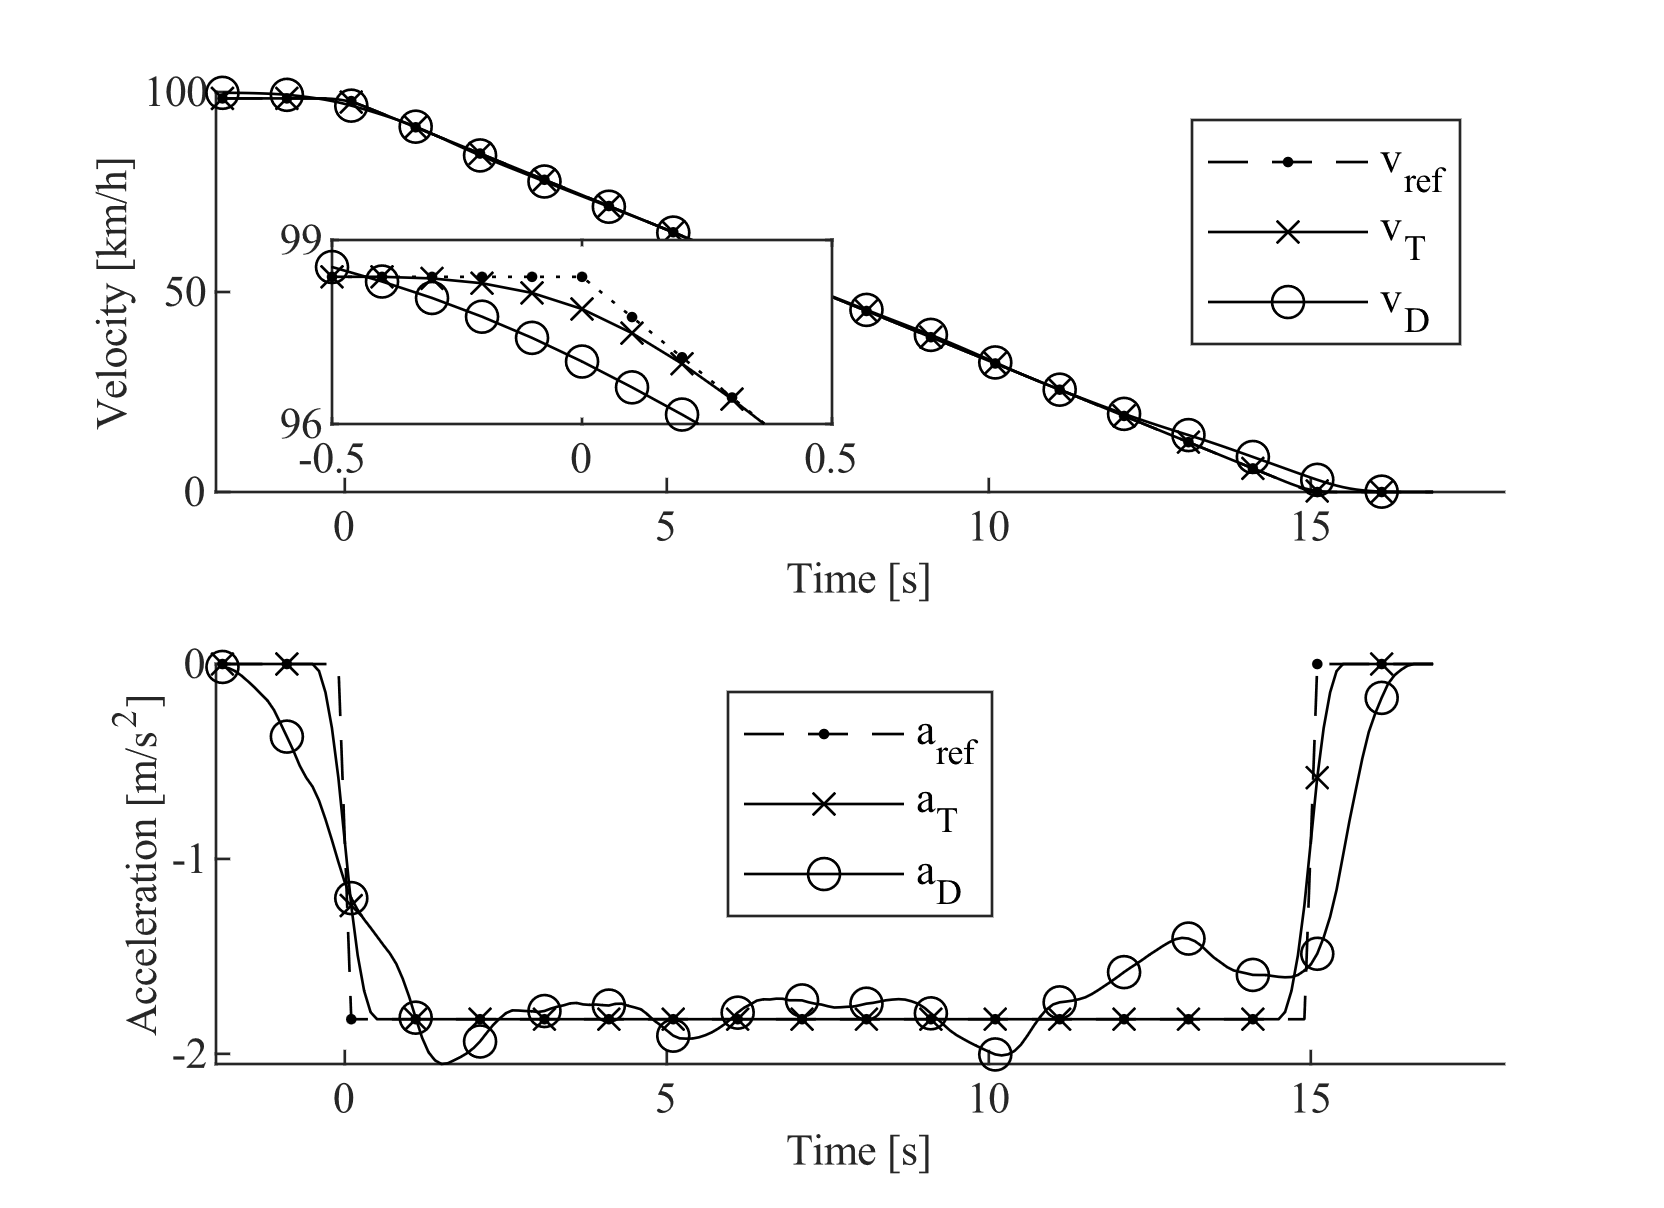 100
50
0
Velocity [km/h]
99
96
-0.5 0 0.5
v_ref
v_T
v_D
0 5 10 15
Time [s]
0
-1
-2
Acceleration [m/s^2]
a_ref
a_T
a_D
0 5 10 15
Time [s]